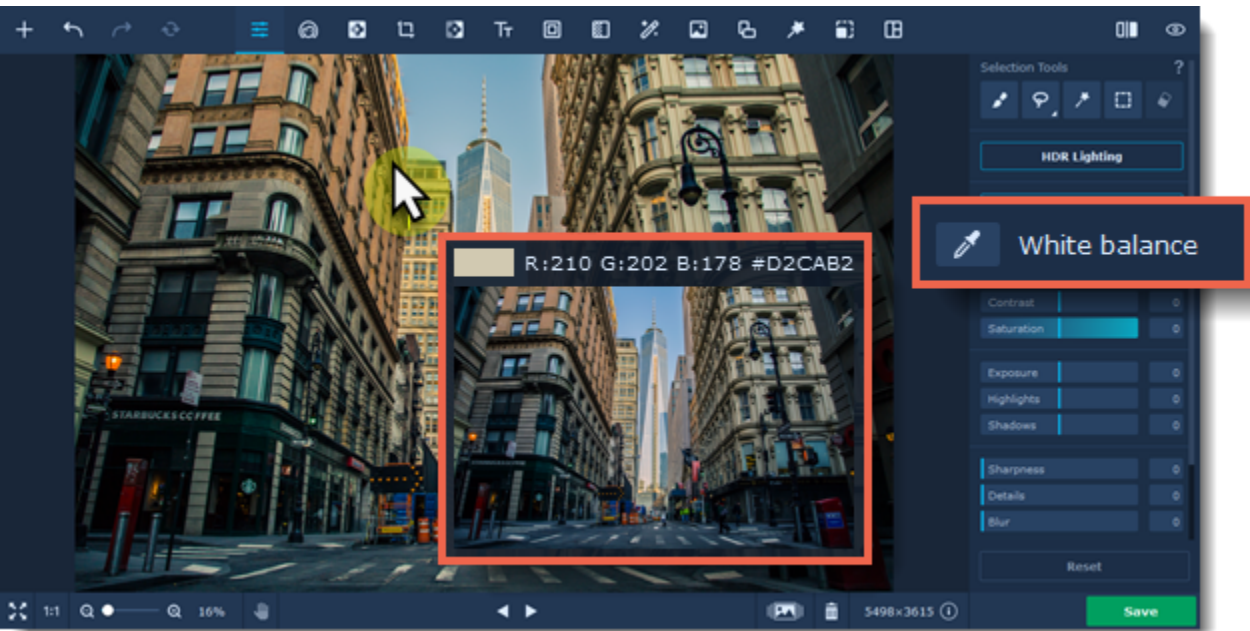 Tт
Selection Tools
?
HDR Lighting
White balance
R:210 G:202 B:178 #D2CAB2
Contrast 0
Saturation 0
Exposure 0
Highlights 0
Shadows 0
STARBUCKS COFFEE
Sharpness 0
Details 0
Blur 0
Reset
1:1
16%
5498×3615
Save